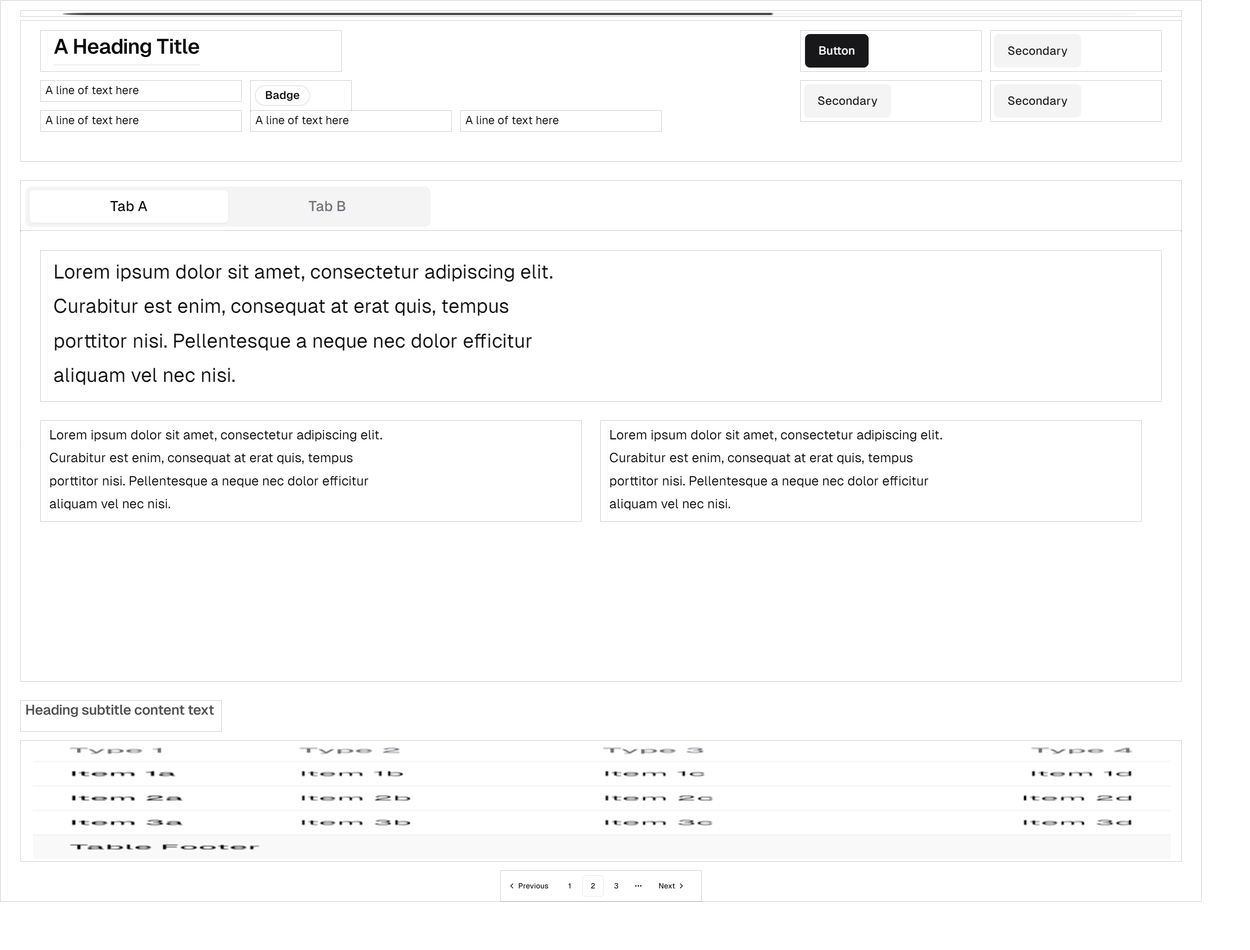 A Heading Title
Button
Secondary
A line of text here
Badge
Secondary
Secondary
A line of text here
A line of text here
A line of text here
Tab A
Tab B
Lorem ipsum dolor sit amet, consectetur adipiscing elit.
Curabitur est enim, consequat at erat quis, tempus
porttitor nisi. Pellentesque a neque nec dolor efficitur
aliquam vel nec nisi.
Lorem ipsum dolor sit amet, consectetur adipiscing elit.
Curabitur est enim, consequat at erat quis, tempus
porttitor nisi. Pellentesque a neque nec dolor efficitur
aliquam vel nec nisi.
Lorem ipsum dolor sit amet, consectetur adipiscing elit.
Curabitur est enim, consequat at erat quis, tempus
porttitor nisi. Pellentesque a neque nec dolor efficitur
aliquam vel nec nisi.
Heading subtitle content text
Type 1 Type 2 Type 3 Type 4
Item 1a Item 1b Item 1c Item 1d
Item 2a Item 2b Item 2c Item 2d
Item 3a Item 3b Item 3c Item 3d
Table Footer
Previous 1 2 3 ... Next